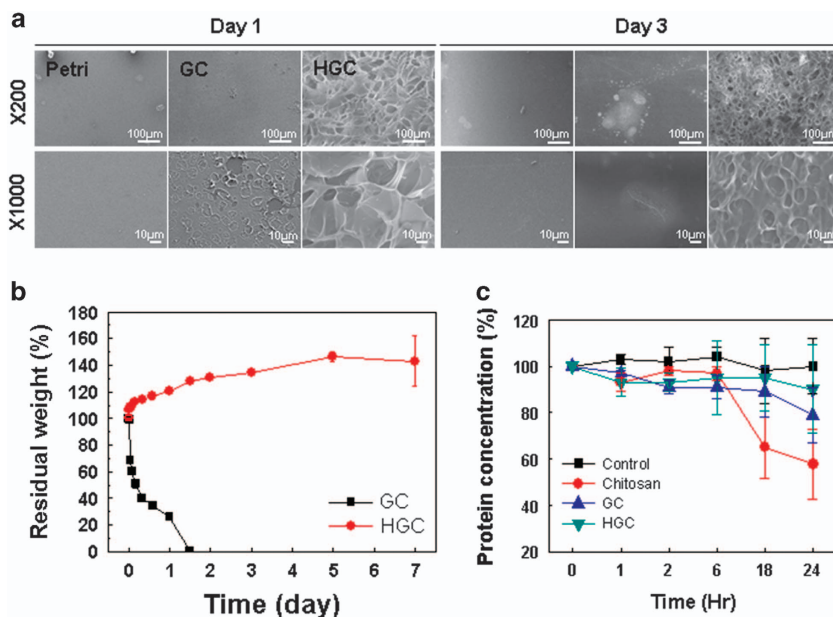 a
Day 1 Day 3
X200
Petri GC HGC
100μm 100μm 100μm 100μm 100μm 100μm
X1000
10μm 10μm 10μm 10μm 10μm 10μm
b
180
160
140
120
100
80
60
40
20
0
Residual weight (%)
GC
HGC
0 1 2 3 4 5 6 7
Time (day)
c
120
100
80
60
40
20
Protein concentration (%)
Control
Chitosan
GC
HGC
0 1 2 6 18 24
Time (Hr)